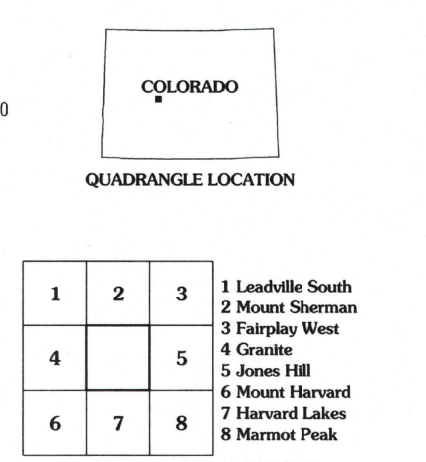 0
COLORADO
QUADRANGLE LOCATION
1 2 3
4 5
6 7 8
1 Leadville South
2 Mount Sherman
3 Fairplay West
4 Granite
5 Jones Hill
6 Mount Harvard
7 Harvard Lakes
8 Marmot Peak